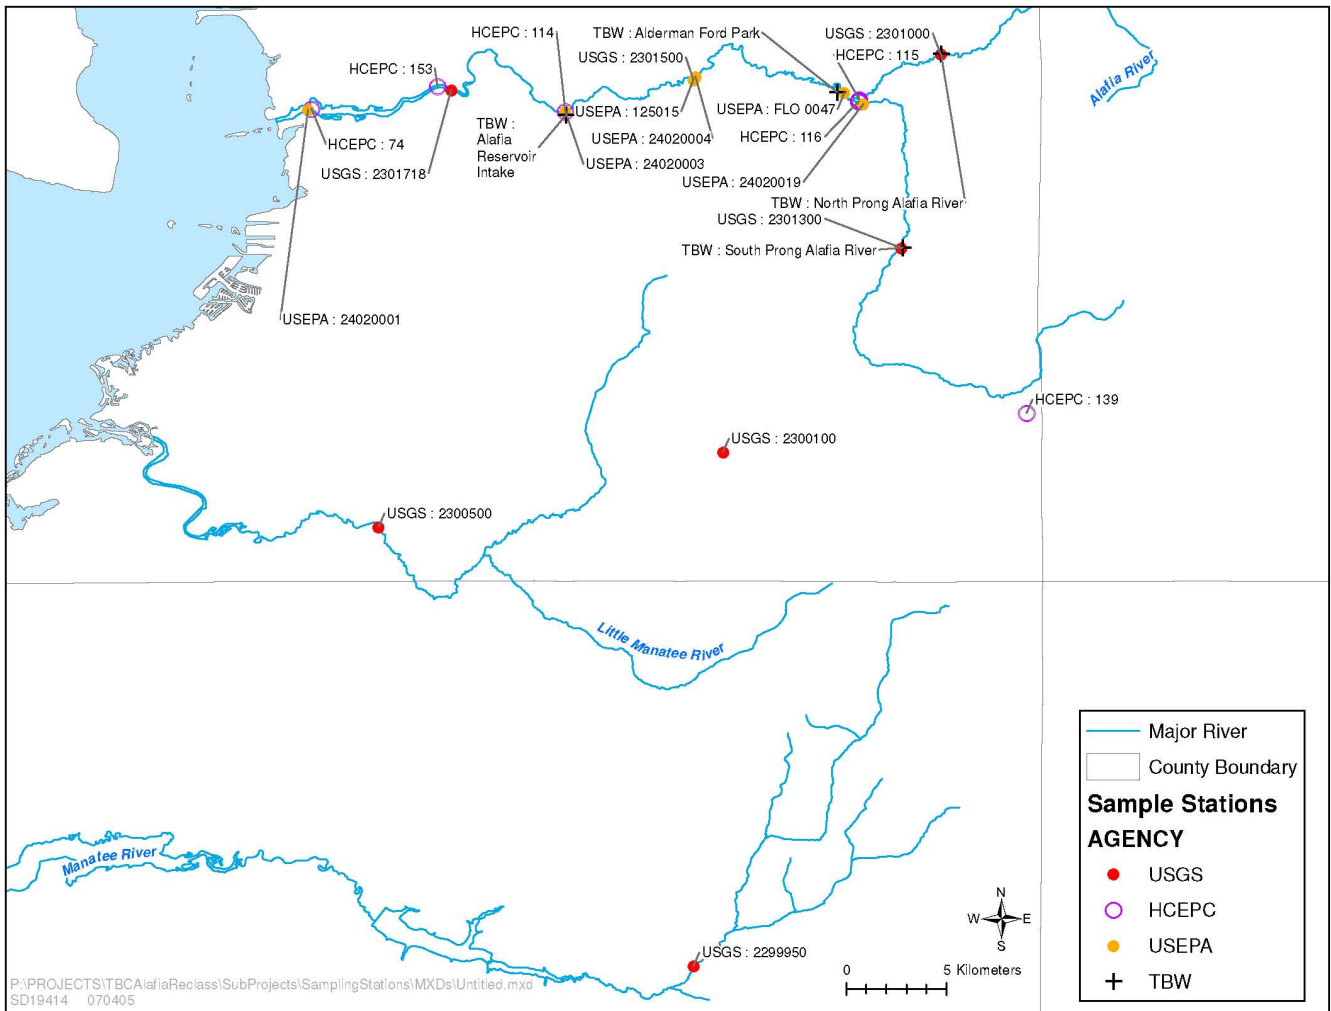 HCEPC : 114
TBW : Alderman Ford Park
USGS : 2301000
USGS : 2301500
HCEPC : 115
Alafia River
HCEPC : 153
USEPA : 125015
USEPA : FLO 0047
TBW :
Alafia
Reservoir
Intake
HCEPC : 74
USEPA : 24020004
HCEPC : 116
USGS : 2301718
USEPA : 24020003
USEPA : 24020019
TBW : North Prong Alafia River
USGS : 2301300
TBW : South Prong Alafia River
USEPA : 24020001
HCEPC : 139
USGS : 2300100
USGS : 2300500
Little Manatee River
Manatee River
USGS : 2299950
Major River
County Boundary
Sample Stations
AGENCY
USGS
HCEPC
USEPA
TBW
N
W E
S
0 5 Kilometers
P:\PROJECTS\TBCAlafiaReclass\SubProjects\SamplingStations\MXDs\Untitled.mxd
SD19414 070405